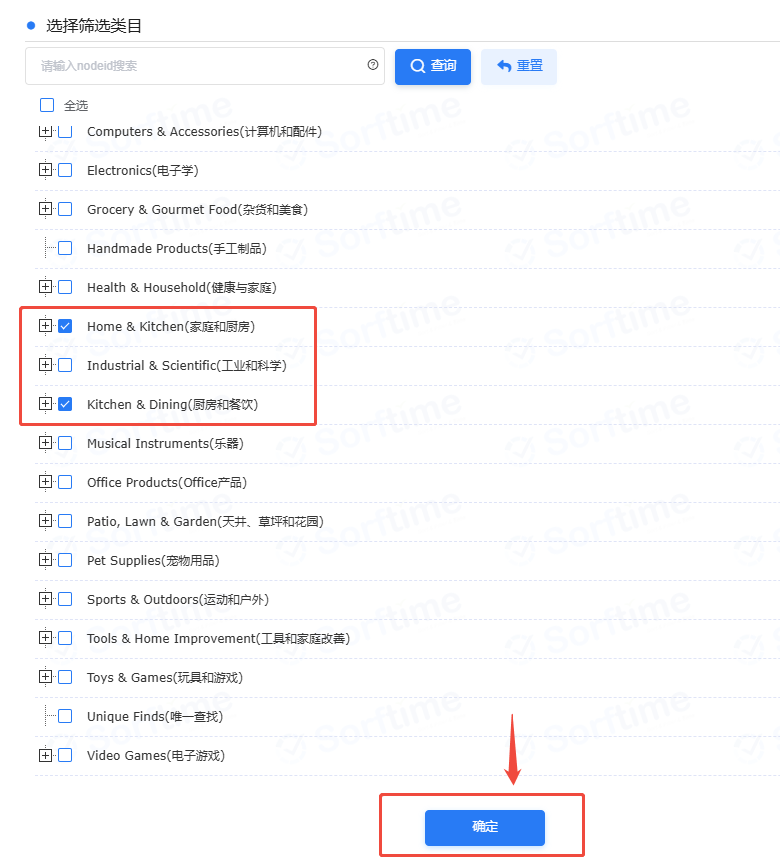 选择筛选类目
请输入nodeid搜索
查询
重置
全选
Computers & Accessories(计算机和配件)
Electronics(电子学)
Grocery & Gourmet Food(杂货和美食)
Handmade Products(手工制品)
Health & Household(健康与家庭)
Home & Kitchen(家庭和厨房)
Industrial & Scientific(工业和科学)
Kitchen & Dining(厨房和餐饮)
Musical Instruments(乐器)
Office Products(Office产品)
Patio, Lawn & Garden(天井、草坪和花园)
Pet Supplies(宠物用品)
Sports & Outdoors(运动和户外)
Tools & Home Improvement(工具和家庭改善)
Toys & Games(玩具和游戏)
Unique Finds(唯一查找)
Video Games(电子游戏)
确定
Sorftime